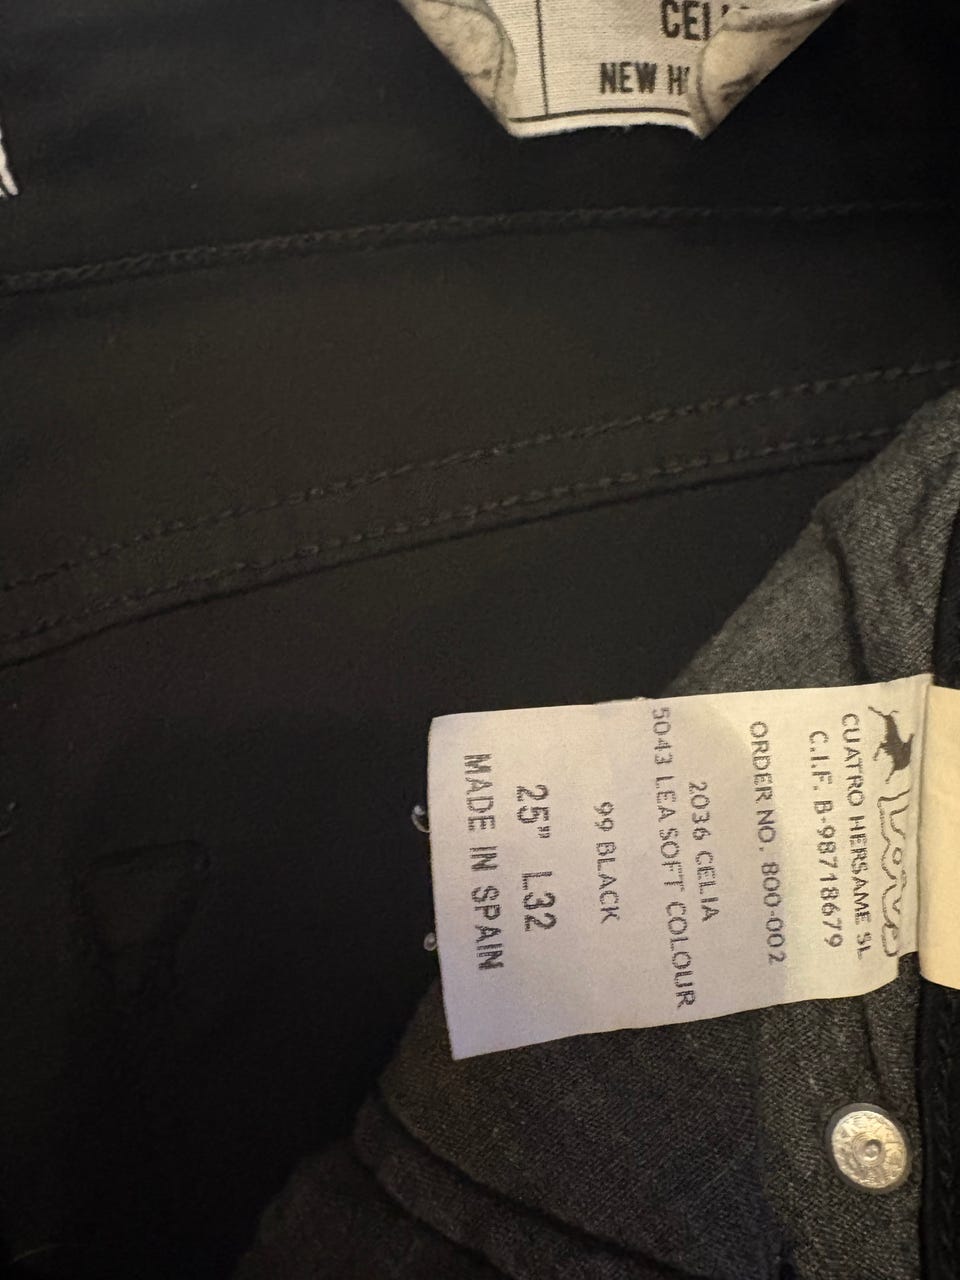 NEW
Lois
CUATRO HERSAME SL
C.I.F. B-98718679
ORDER NO. 800-002
2036 CELIA
5043 LEA SOFT COLOUR
99 BLACK
25" L32
MADE IN SPAIN